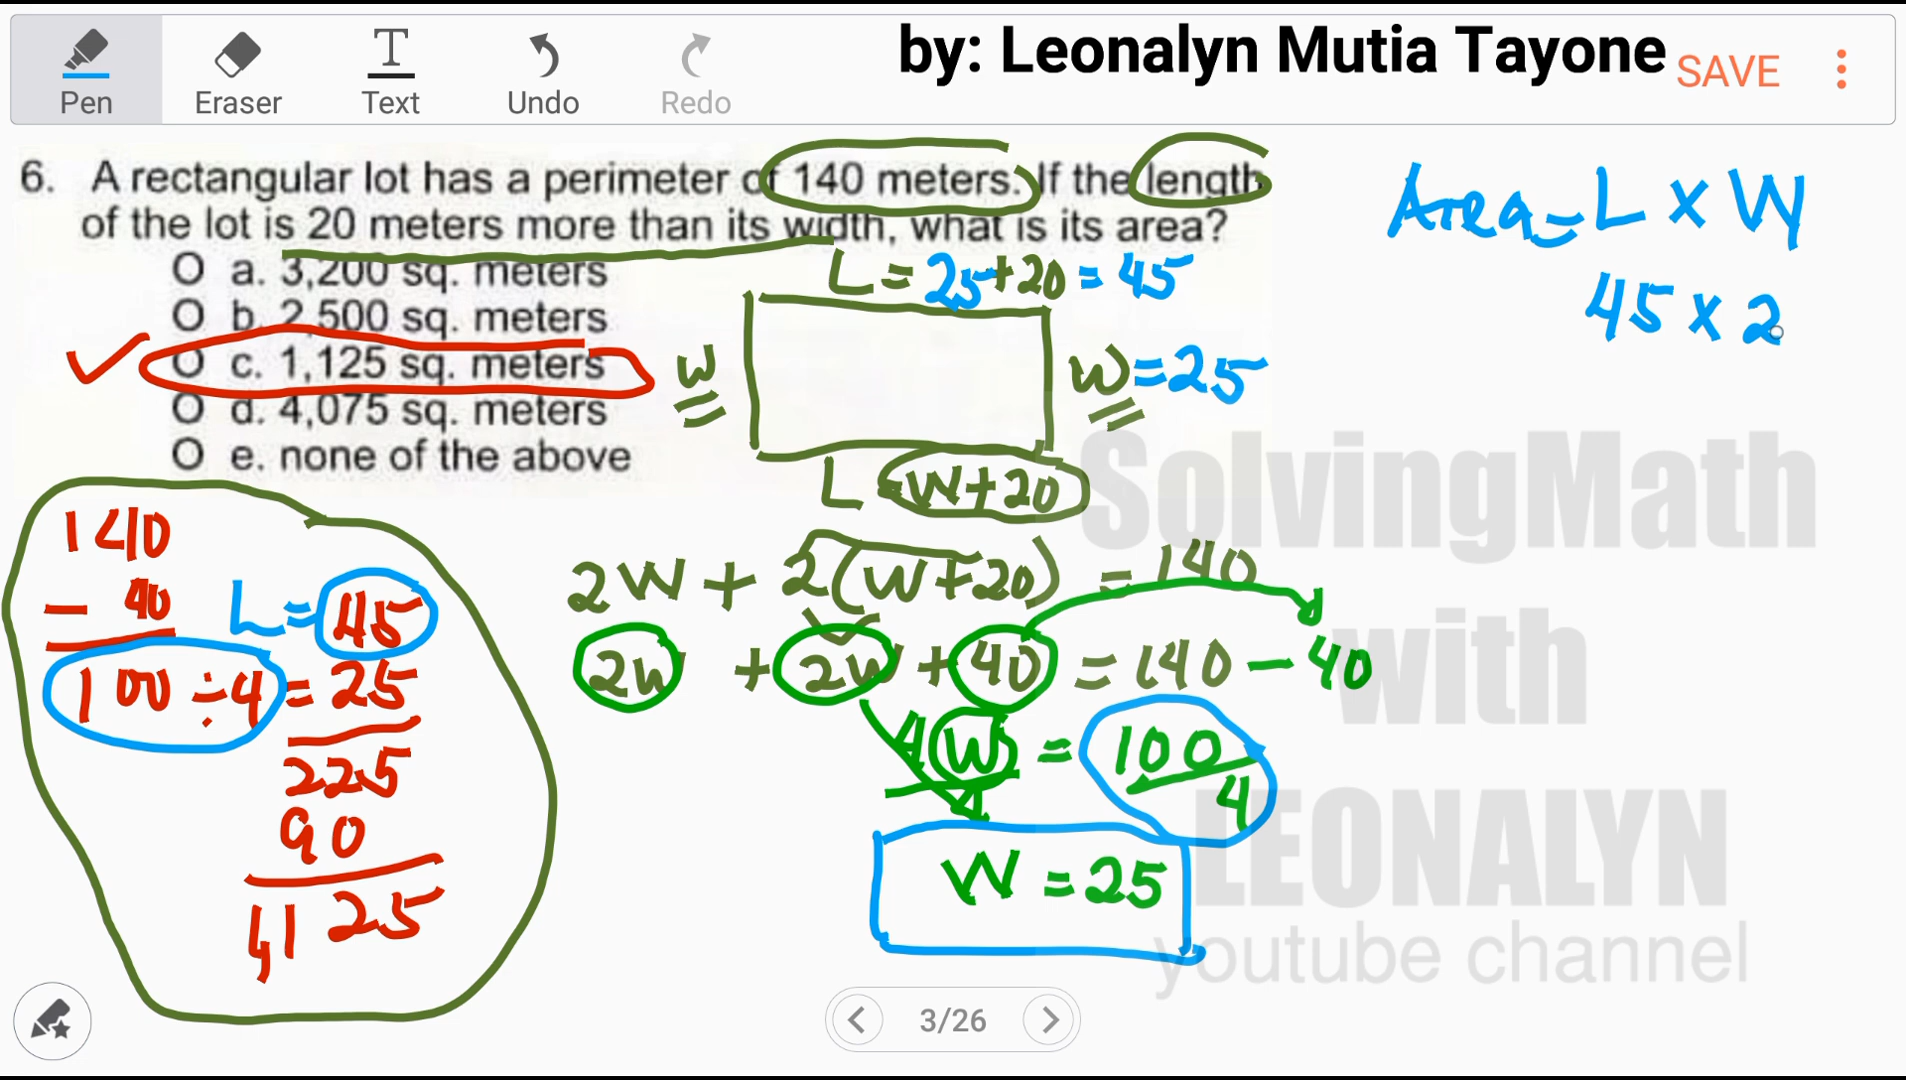 by: Leonalyn Mutia Tayone
Pen Eraser Text Undo Redo SAVE
6. A rectangular lot has a perimeter of 140 meters. If the length
of the lot is 20 meters more than its width, what is its area?
O a. 3,200 sq. meters
O b. 2,500 sq. meters
O c. 1,125 sq. meters
O d. 4,075 sq. meters
O e. none of the above
Area = L x W
45 x 2
L = 25+20 = 45
W
W = 25
L = W+20
2W + 2(W+20) = 140
2W + 2W + 40 = 140 - 40
4(W) = 100
4 4
W = 25
140
- 40
L = 45
100 ÷ 4 = 25
225
90
1,125
SolvingMath
with
LEONALYN
youtube channel
3/26